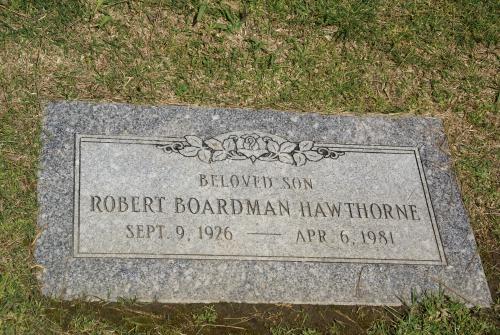 BELOVED SON
ROBERT BOARDMAN HAWTHORNE
SEPT. 9, 1926 — APR. 6, 1981